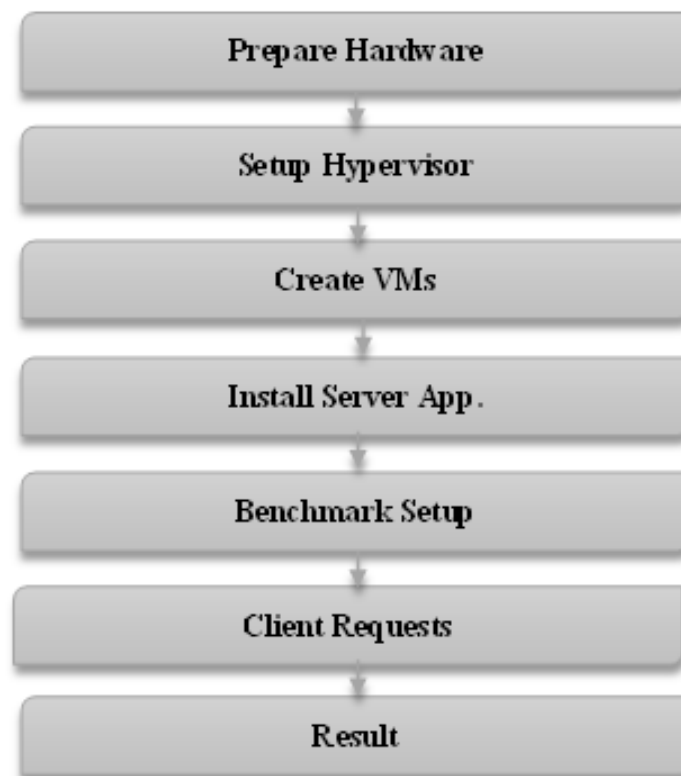 Prepare Hardware
Setup Hypervisor
Create VMs
Install Server App.
Benchmark Setup
Client Requests
Result